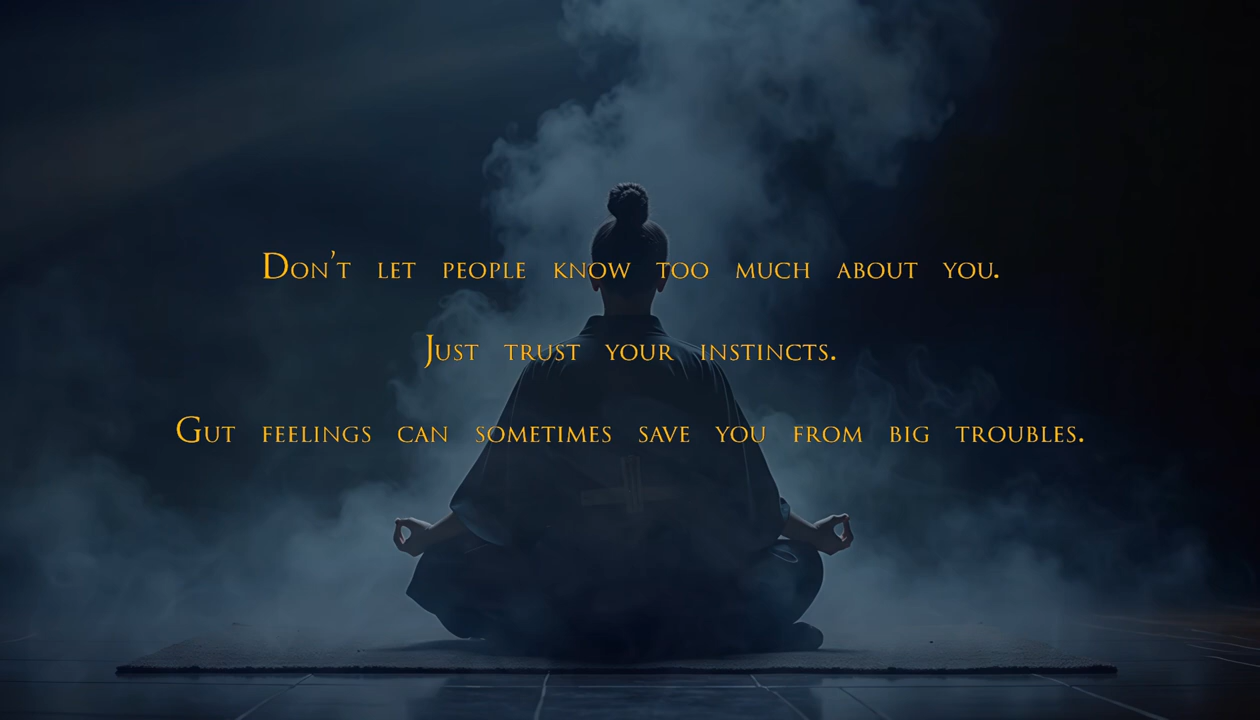 Don't let people know too much about you.
Just trust your instincts.
Gut feelings can sometimes save you from big troubles.